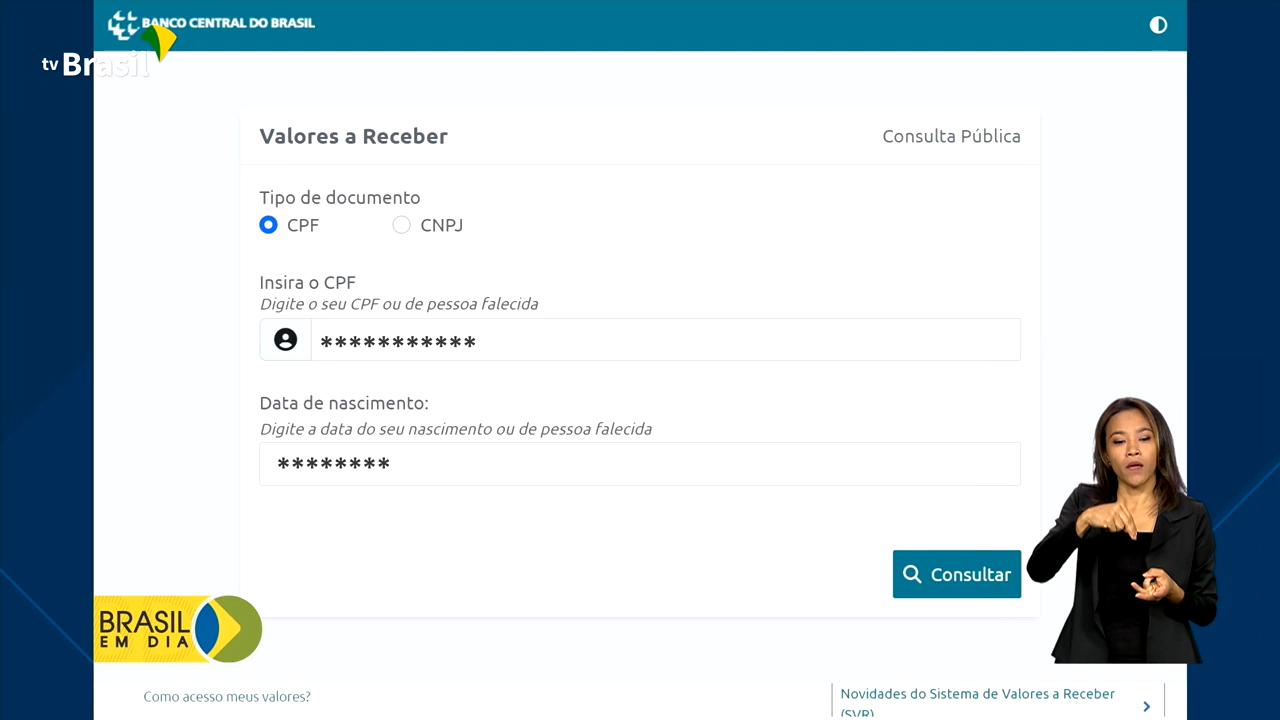 BANCO CENTRAL DO BRASIL
tv Brasil
Valores a Receber
Consulta Pública
Tipo de documento
CPF
CNPJ
Insira o CPF
Digite o seu CPF ou de pessoa falecida
***********
Data de nascimento:
Digite a data do seu nascimento ou de pessoa falecida
********
Consultar
BRASIL
EM DIA
Como acesso meus valores?
Novidades do Sistema de Valores a Receber
(SVR)